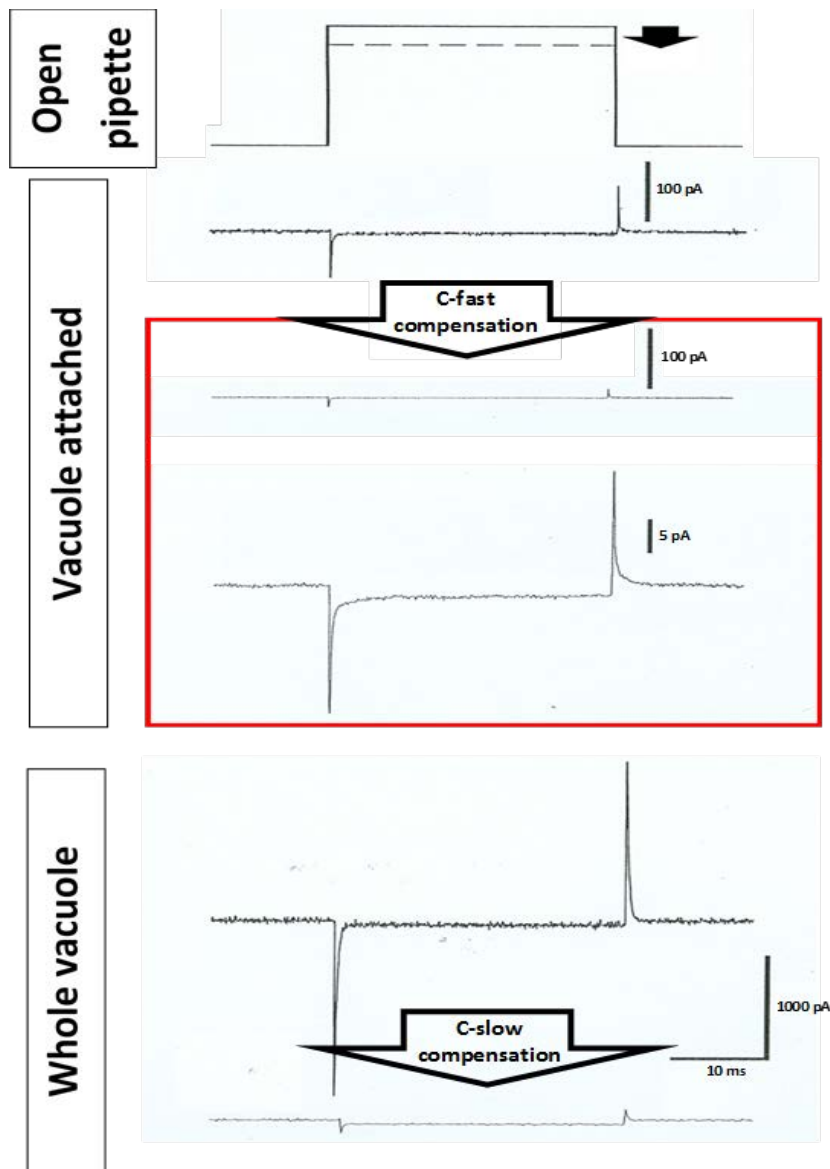 Open
pipette
100 pA
Vacuole attached
C-fast
compensation
100 pA
5 pA
Whole vacuole
1000 pA
C-slow
compensation
10 ms